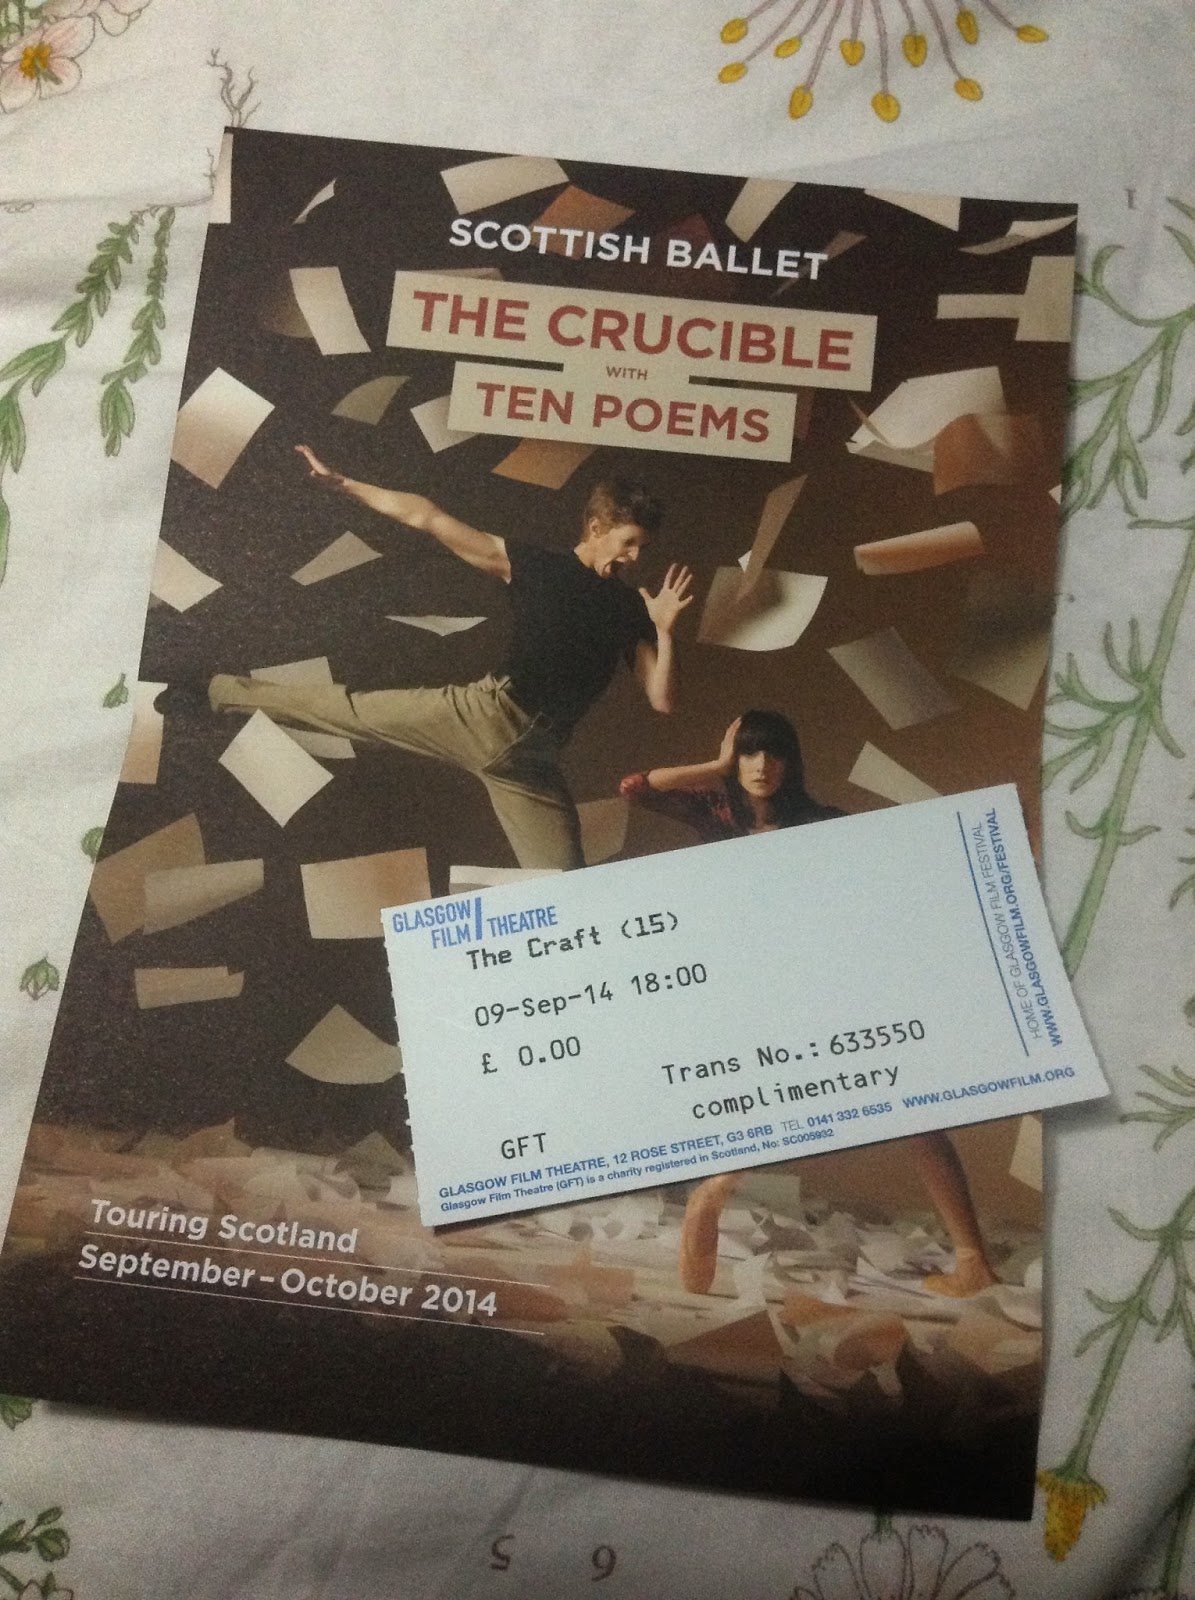 SCOTTISH BALLET
THE CRUCIBLE
WITH
TEN POEMS
GLASGOW
FILM THEATRE
The Craft (15)
09-Sep-14 18:00
£ 0.00
Trans No.: 633550
complimentary
GFT
GLASGOW FILM THEATRE, 12 ROSE STREET, G3 6RB TEL 0141 332 6535 WWW.GLASGOWFILM.ORG
Glasgow Film Theatre (GFT) is a charity registered in Scotland, No: SC005932
HOME OF GLASGOW FILM FESTIVAL
WWW.GLASGOWFILM.ORG/FESTIVAL
Touring Scotland
September – October 2014
1
6 5